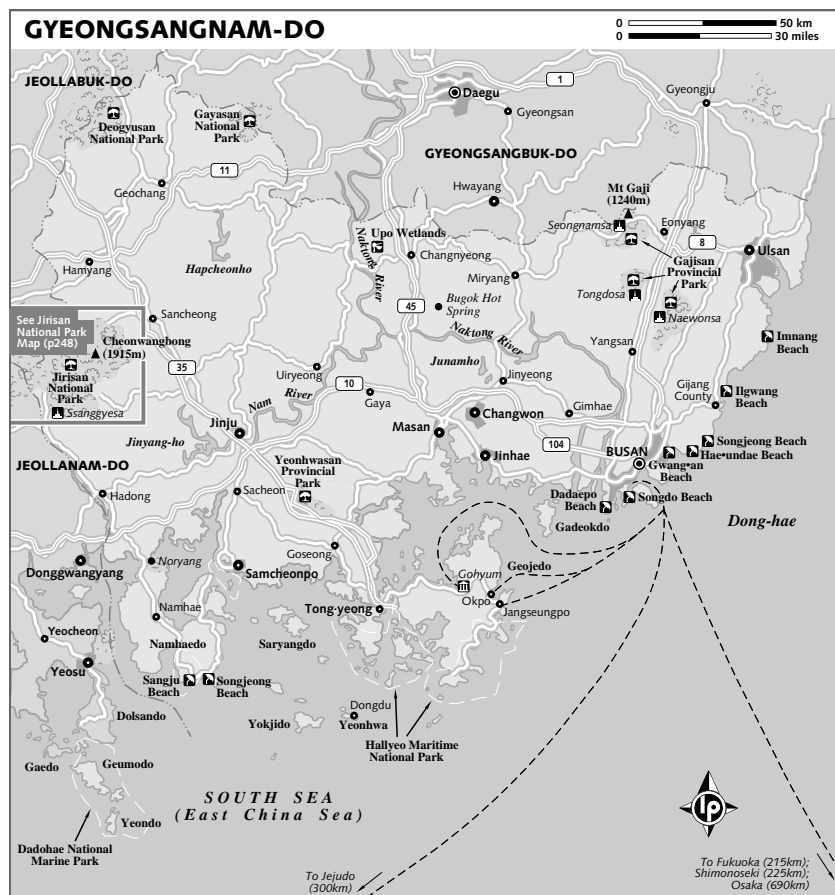 GYEONGSANGNAM-DO
0 50 km
0 30 miles
JEOLLABUK-DO
Deogyusan
National Park
Gayasan
National
Park
1
Daegu
Gyeongsan
Gyeongju
GYEONGSANGBUK-DO
11
Geochang
Hwayang
Mt Gaji
(1240m)
Seongnamsa
Eonyang
8
Ulsan
Upo Wetlands
Naktong
River
Changnyeong
Hapcheonho
Hamyang
Miryang
Gajisan
Provincial
Park
Tongdosa
Naewonsa
45
Bugok Hot
Spring
See Jirisan
National Park
Map (p248)
Sancheong
Cheonwangbong
(1915m)
Jirisan
National
Park
Ssanggyesa
35
Naktong River
Yangsan
Imnang
Beach
Junamho
Uiryeong
10
Jinyeong
Gaya
Nam
River
Gimhae
Gijang
County
Ilgwang
Beach
Changwon
Jinju
Masan
104
Jinyang-ho
Jinhae
BUSAN
Songjeong Beach
Hae•undae Beach
Gwang•an
Beach
JEOLLANAM-DO
Yeonhwasan
Provincial
Park
Hadong
Sacheon
Dadaepo
Beach
Songdo Beach
Gadeokdo
Dong-hae
Goseong
Donggwangyang
Noryang
Samcheonpo
Gohyum
Geojedo
Okpo
Jangseungpo
Tong-yeong
Namhae
Yeocheon
Namhaedo
Saryangdo
Yeosu
Sangju
Beach
Songjeong
Beach
Dongdu
Yeonhwa
Dolsando
Yokjido
Hallyeo Maritime
National Park
Gaedo
Geumodo
SOUTH SEA
(East China Sea)
Yeondo
Dadohae National
Marine Park
lp
To Jejudo
(300km)
To Fukuoka (215km);
Shimonoseki (225km);
Osaka (690km)